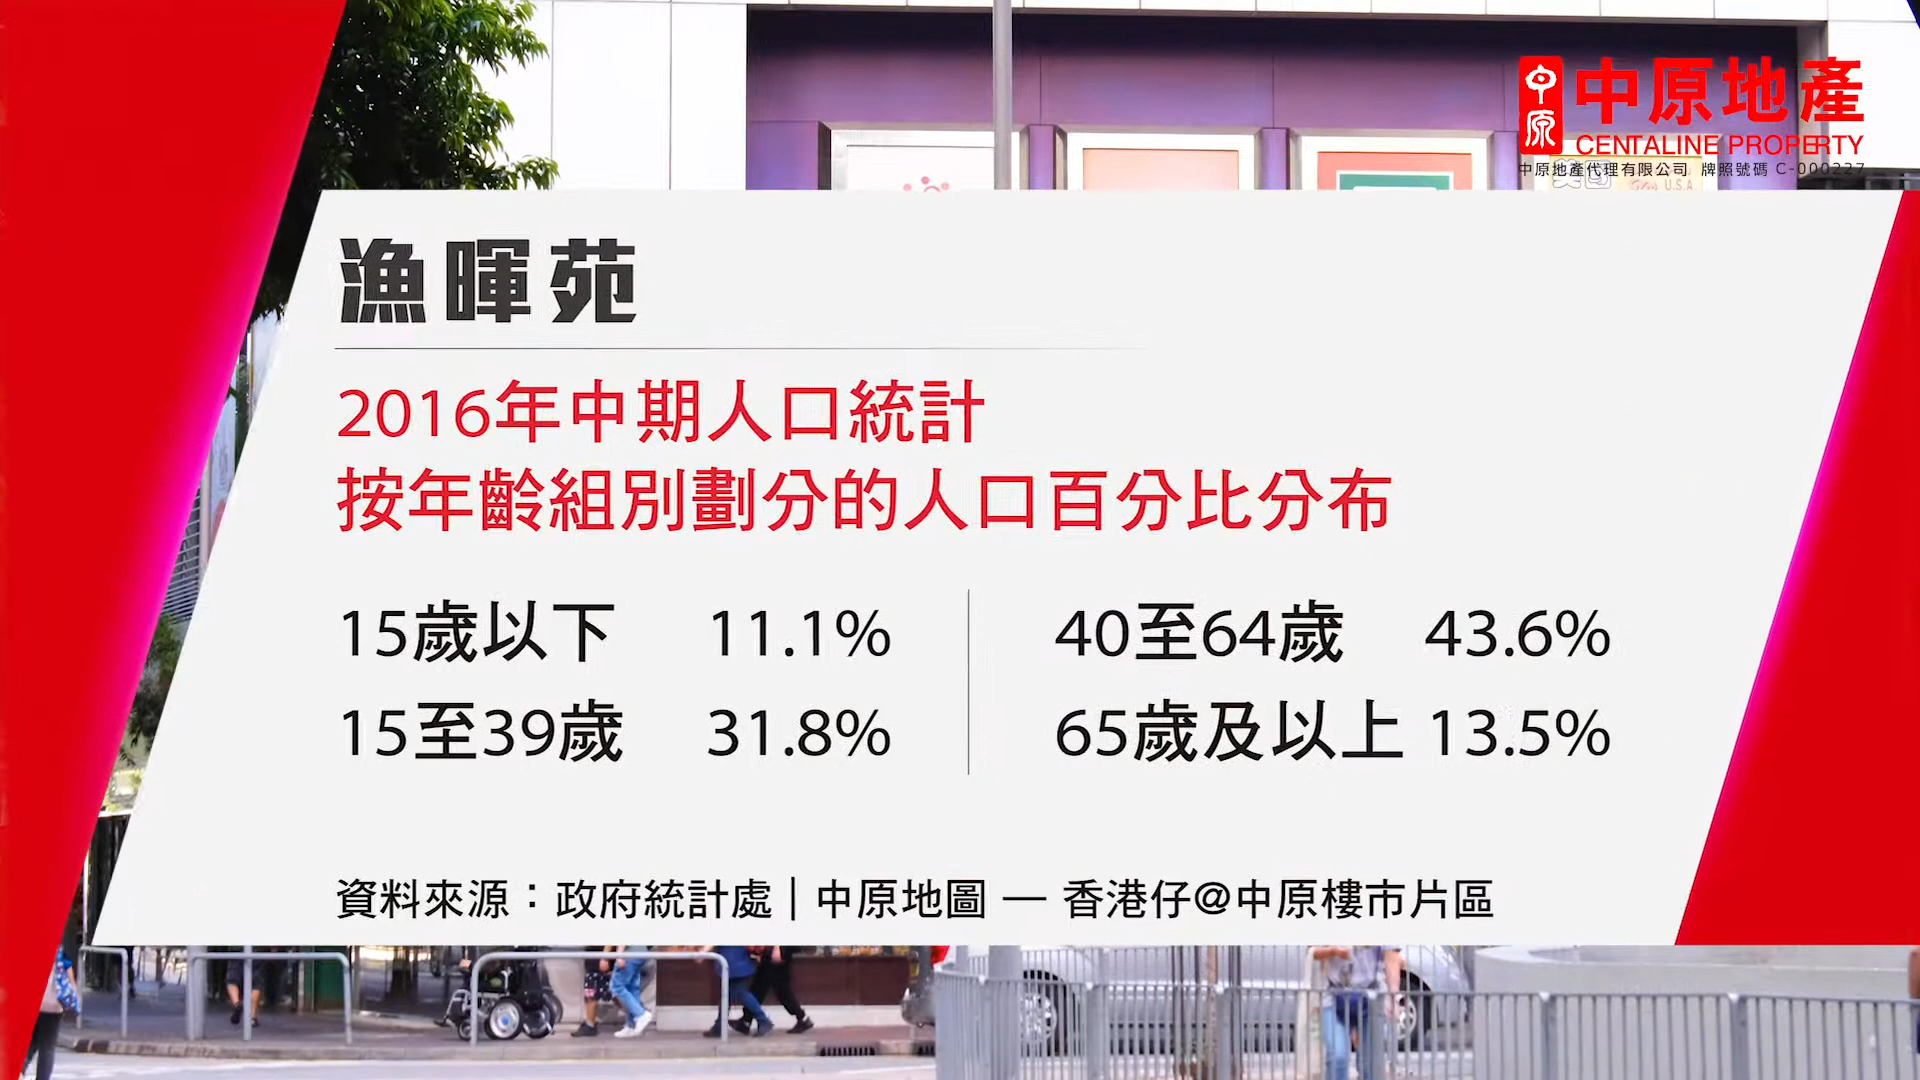 中原
中原地產
CENTALINE PROPERTY
中原地產代理有限公司 牌照號碼 C-000227
漁暉苑
2016年中期人口統計
按年齡組別劃分的人口百分比分布
15歲以下 11.1%
40至64歲 43.6%
15至39歲 31.8%
65歲及以上 13.5%
資料來源：政府統計處｜中原地圖 — 香港仔@中原樓市片區